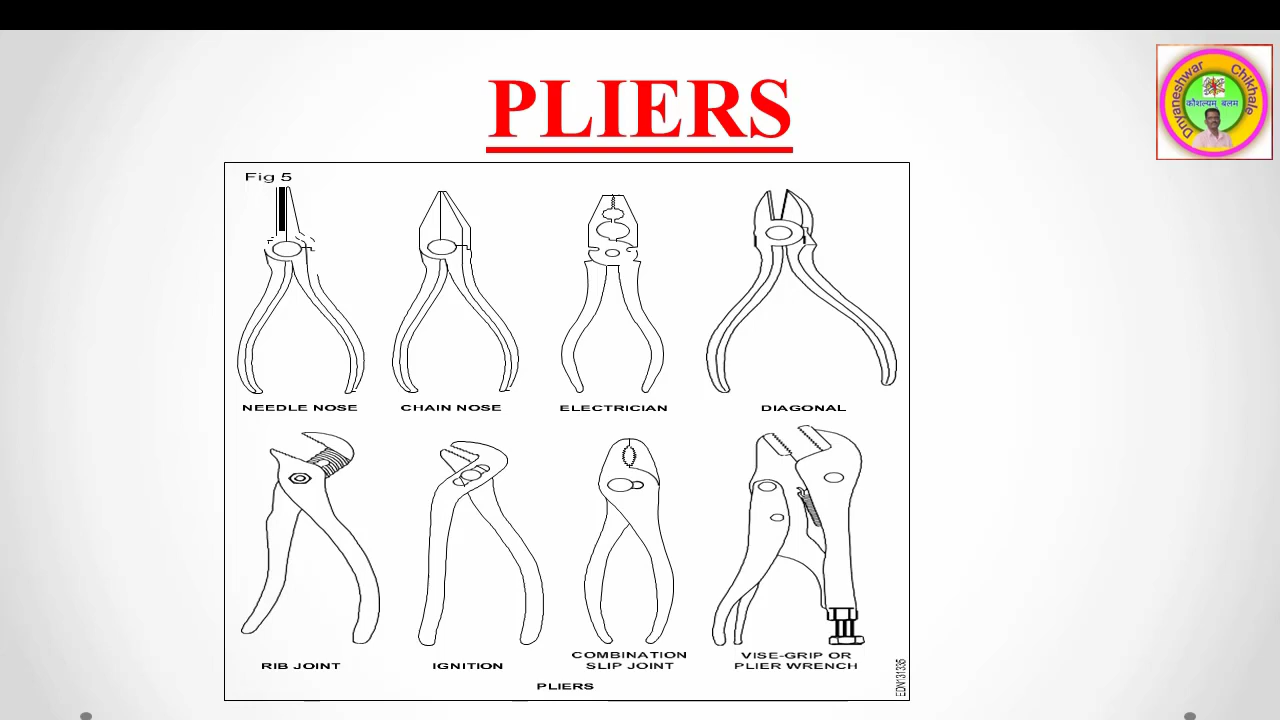 PLIERS
Dnyaneshwar Chikhale
कौशल्यम बलम
Fig 5
NEEDLE NOSE
CHAIN NOSE
ELECTRICIAN
DIAGONAL
RIB JOINT
IGNITION
COMBINATION
SLIP JOINT
VISE-GRIP OR
PLIER WRENCH
PLIERS
EDN131335